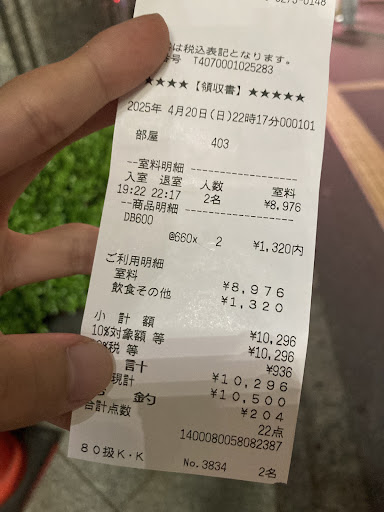 は税込表記となります。
号 T4070001025283
★★★★★【領収書】★★★★★
2025年 4月20日(日)22時17分000101
部屋 403
--室料明細
入室 退室 人数 室料
19:22 22:17 2名 ¥8,976
--商品明細
DB600
@660x 2 ¥1,320内
ご利用明細
室料 ¥8,976
飲食その他 ¥1,320
小 計 額 ¥10,296
10%対象額 等 ¥10,296
税 等 ¥936
計 ¥10,296
現計 ¥10,500
釣 ¥204
合計点数 22点
1400080058082387
80扱K・K No.3834 2名